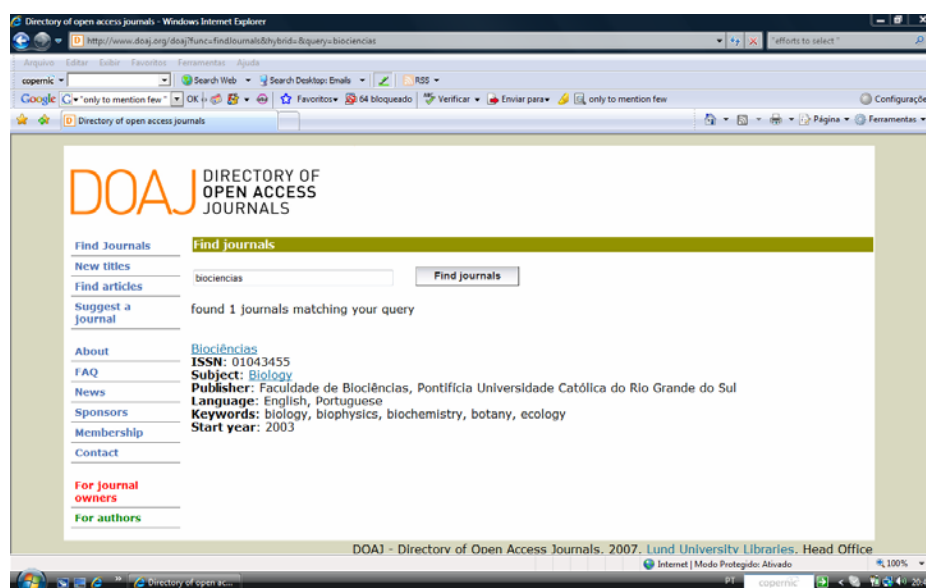 Directory of open access journals - Windows Internet Explorer
http://www.doaj.org/doaj?func=findJournals&hybrid=&query=biociencias
"efforts to select "
Arquivo Editar Exibir Favoritos Ferramentas Ajuda
copernic Search Web Search Desktop: Emails RSS
Google "only to mention few " OK Favoritos 64 bloqueado Verificar Enviar para only to mention few Configuraçõe
Directory of open access journals Página Ferramentas
DOAJ DIRECTORY OF
OPEN ACCESS
JOURNALS
Find Journals
New titles
Find articles
Suggest a
journal
About
FAQ
News
Sponsors
Membership
Contact
For journal
owners
For authors
Find journals
biociencias Find journals
found 1 journals matching your query
Biociências
ISSN: 01043455
Subject: Biology
Publisher: Faculdade de Biociências, Pontifícia Universidade Católica do Rio Grande do Sul
Language: English, Portuguese
Keywords: biology, biophysics, biochemistry, botany, ecology
Start year: 2003
DOAJ - Directory of Open Access Journals. 2007. Lund University Libraries. Head Office
Internet | Modo Protegido: Ativado 100%
Directory of open ac... PT copernic